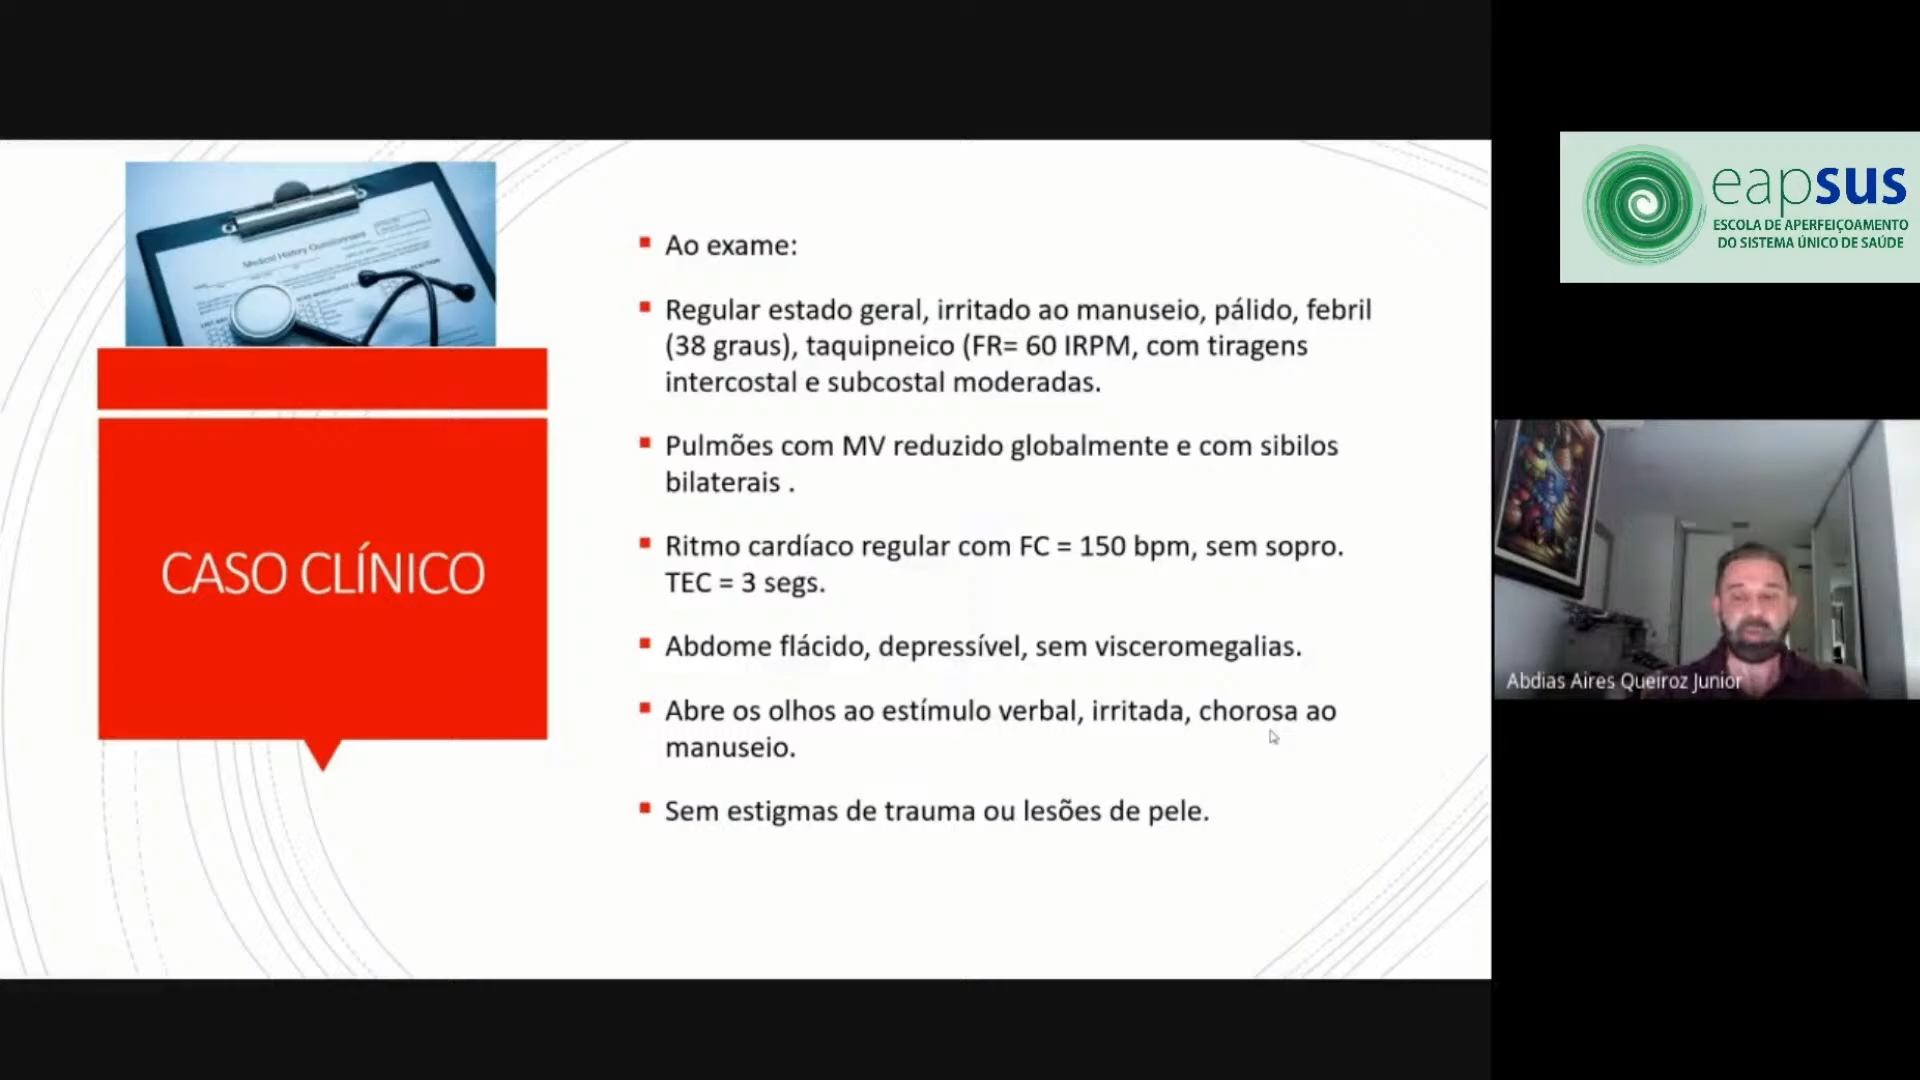 Medical History Questionnaire
CASO CLÍNICO
Ao exame:
Regular estado geral, irritado ao manuseio, pálido, febril
(38 graus), taquipneico (FR= 60 IRPM, com tiragens
intercostal e subcostal moderadas.
Pulmões com MV reduzido globalmente e com sibilos
bilaterais .
Ritmo cardíaco regular com FC = 150 bpm, sem sopro.
TEC = 3 segs.
Abdome flácido, depressível, sem visceromegalias.
Abre os olhos ao estímulo verbal, irritada, chorosa ao
manuseio.
Sem estigmas de trauma ou lesões de pele.
eapsus
ESCOLA DE APERFEIÇOAMENTO
DO SISTEMA ÚNICO DE SAÚDE
Abdias Aires Queiroz Junior